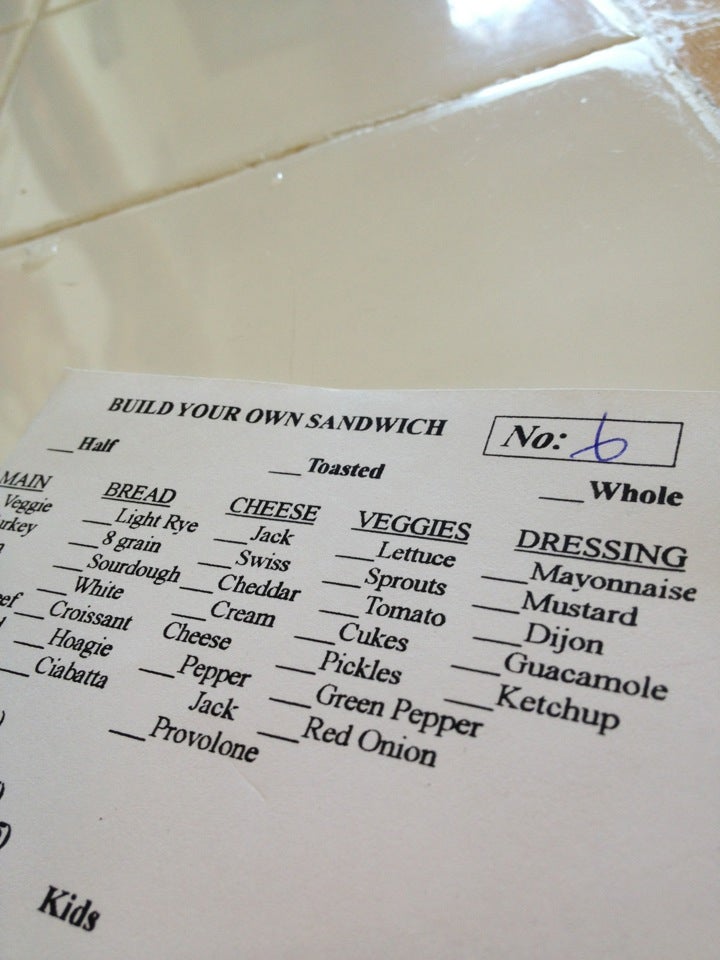 BUILD YOUR OWN SANDWICH
No: 6
__ Half
__ Toasted
__ Whole
MAIN
Veggie
BREAD
__ Light Rye
__ 8 grain
__ Sourdough
__ White
__ Croissant
__ Hoagie
__ Ciabatta
CHEESE
__ Jack
__ Swiss
__ Cheddar
__ Cream
Cheese
__ Pepper
Jack
__ Provolone
VEGGIES
__ Lettuce
__ Sprouts
__ Tomato
__ Cukes
__ Pickles
__ Green Pepper
__ Red Onion
DRESSING
__ Mayonnaise
__ Mustard
__ Dijon
__ Guacamole
__ Ketchup
Kids